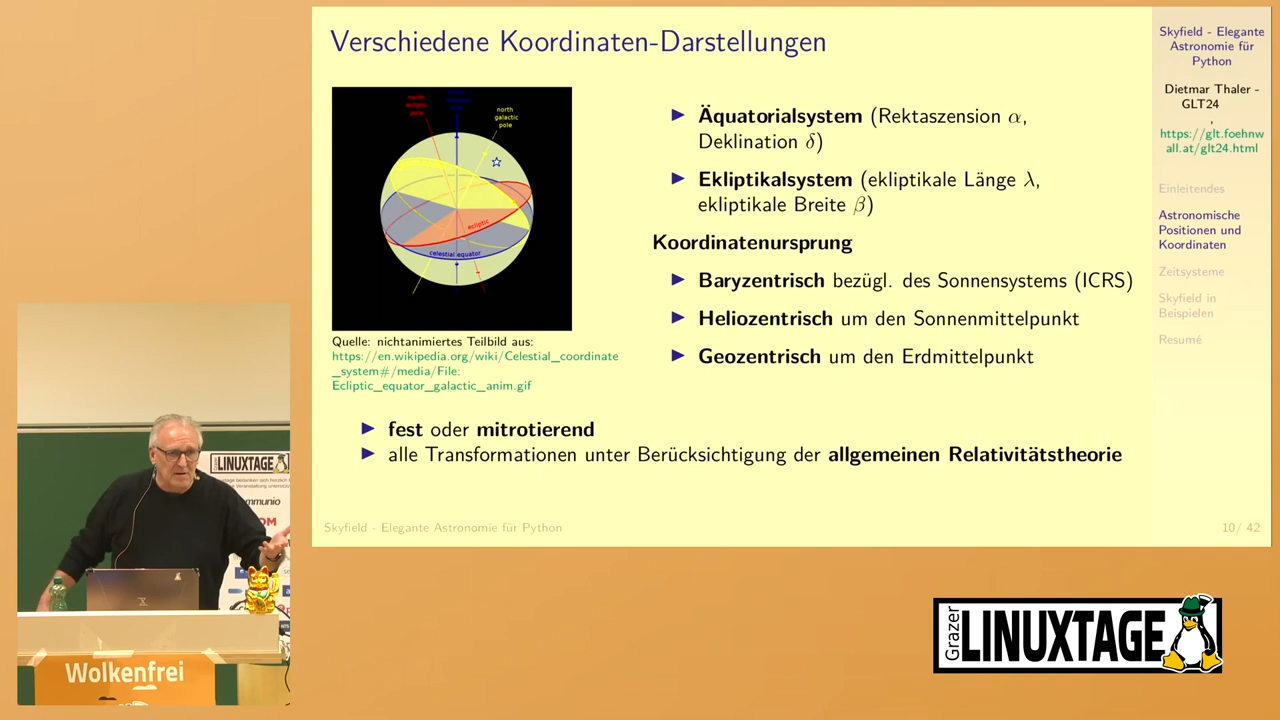 Verschiedene Koordinaten-Darstellungen
north
galactic
pole
ecliptic
celestial equator
Quelle: nichtanimiertes Teilbild aus:
https://en.wikipedia.org/wiki/Celestial_coordinate
_system#/media/File:
Ecliptic_equator_galactic_anim.gif
▶ Äquatorialsystem (Rektaszension α,
Deklination δ)
▶ Ekliptikalsystem (ekliptikale Länge λ,
ekliptikale Breite β)
Koordinatenursprung
▶ Baryzentrisch bezügl. des Sonnensystems (ICRS)
▶ Heliozentrisch um den Sonnenmittelpunkt
▶ Geozentrisch um den Erdmittelpunkt
▶ fest oder mitrotierend
▶ alle Transformationen unter Berücksichtigung der allgemeinen Relativitätstheorie
Skyfield - Elegante Astronomie für Python
10/ 42
Skyfield - Elegante
Astronomie für
Python
Dietmar Thaler -
GLT24
,
https://glt.foehnw
all.at/glt24.html
Einleitendes
Astronomische
Positionen und
Koordinaten
Zeitsysteme
Skyfield in
Beispielen
Resumé
LINUXTAGE
Wolkenfrei
Grazer
LINUXTAGE